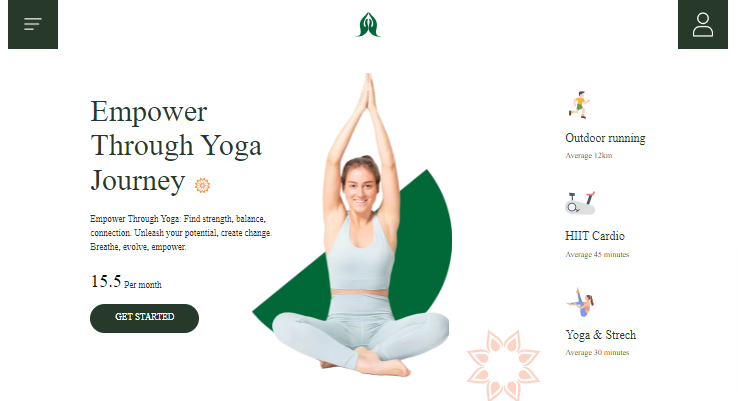 Empower
Through Yoga
Journey
Empower Through Yoga: Find strength, balance,
connection. Unleash your potential, create change.
Breathe, evolve, empower.
15.5 Per month
GET STARTED
Outdoor running
Average 12km
HIIT Cardio
Average 45 minutes
Yoga & Strech
Average 30 minutes